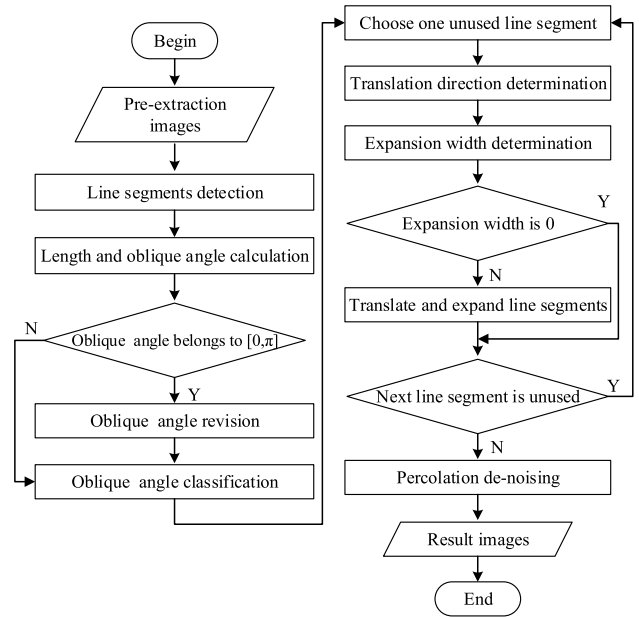 Begin
Pre-extraction
images
Line segments detection
Length and oblique angle calculation
Oblique angle belongs to [0,π]
N
Y
Oblique angle revision
Oblique angle classification
Choose one unused line segment
Translation direction determination
Expansion width determination
Expansion width is 0
Y
N
Translate and expand line segments
Next line segment is unused
Y
N
Percolation de-noising
Result images
End